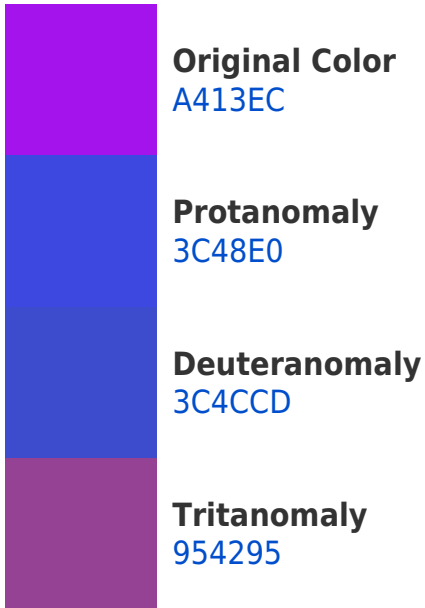 Original Color
A413EC
Protanomaly
3C48E0
Deuteranomaly
3C4CCD
Tritanomaly
954295